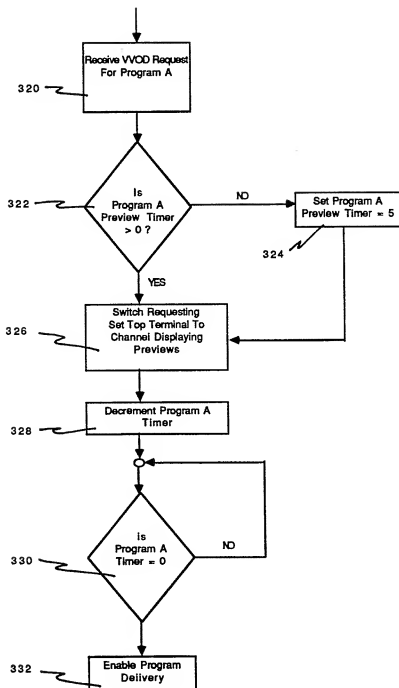 Receive VVOD Request
For Program A
320
Is
Program A
Preview Timer
> 0 ?
322
NO
Set Program A
Preview Timer = 5
324
YES
Switch Requesting
Set Top Terminal To
Channel Displaying
Previews
326
Decrement Program A
Timer
328
Is
Program A
Timer = 0
330
NO
Enable Program
Delivery
332